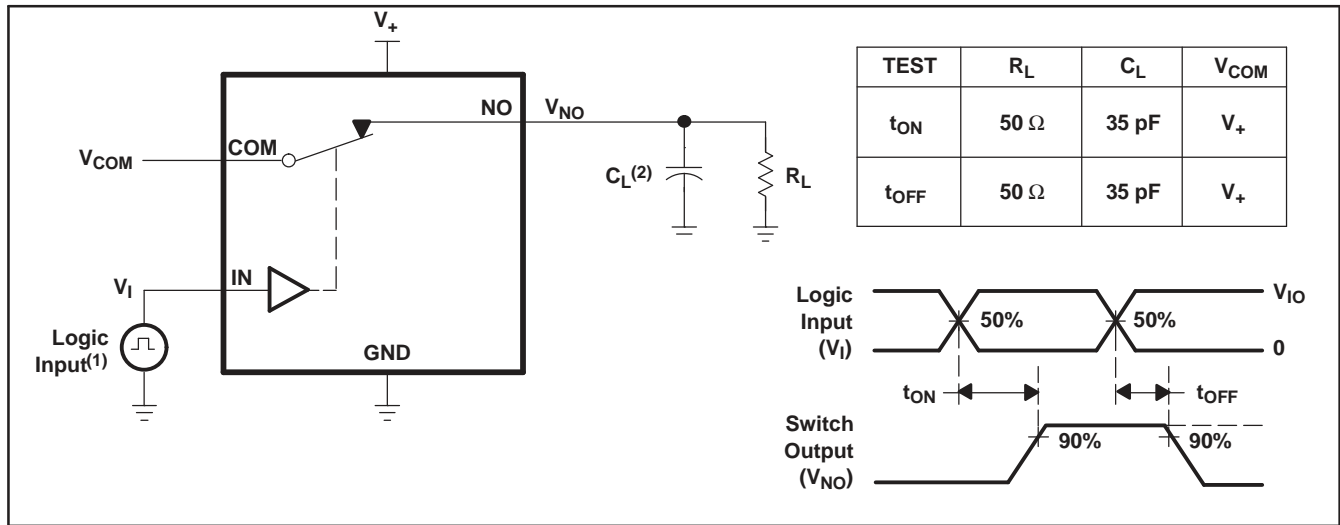 V+
NO
VNO
COM
VCOM
CL(2)
RL
IN
VI
Logic
Input(1)
GND
TEST RL CL VCOM
tON 50 Ω 35 pF V+
tOFF 50 Ω 35 pF V+
Logic
Input
(VI)
50%
50%
VIO
0
tON
tOFF
Switch
Output
(VNO)
90%
90%